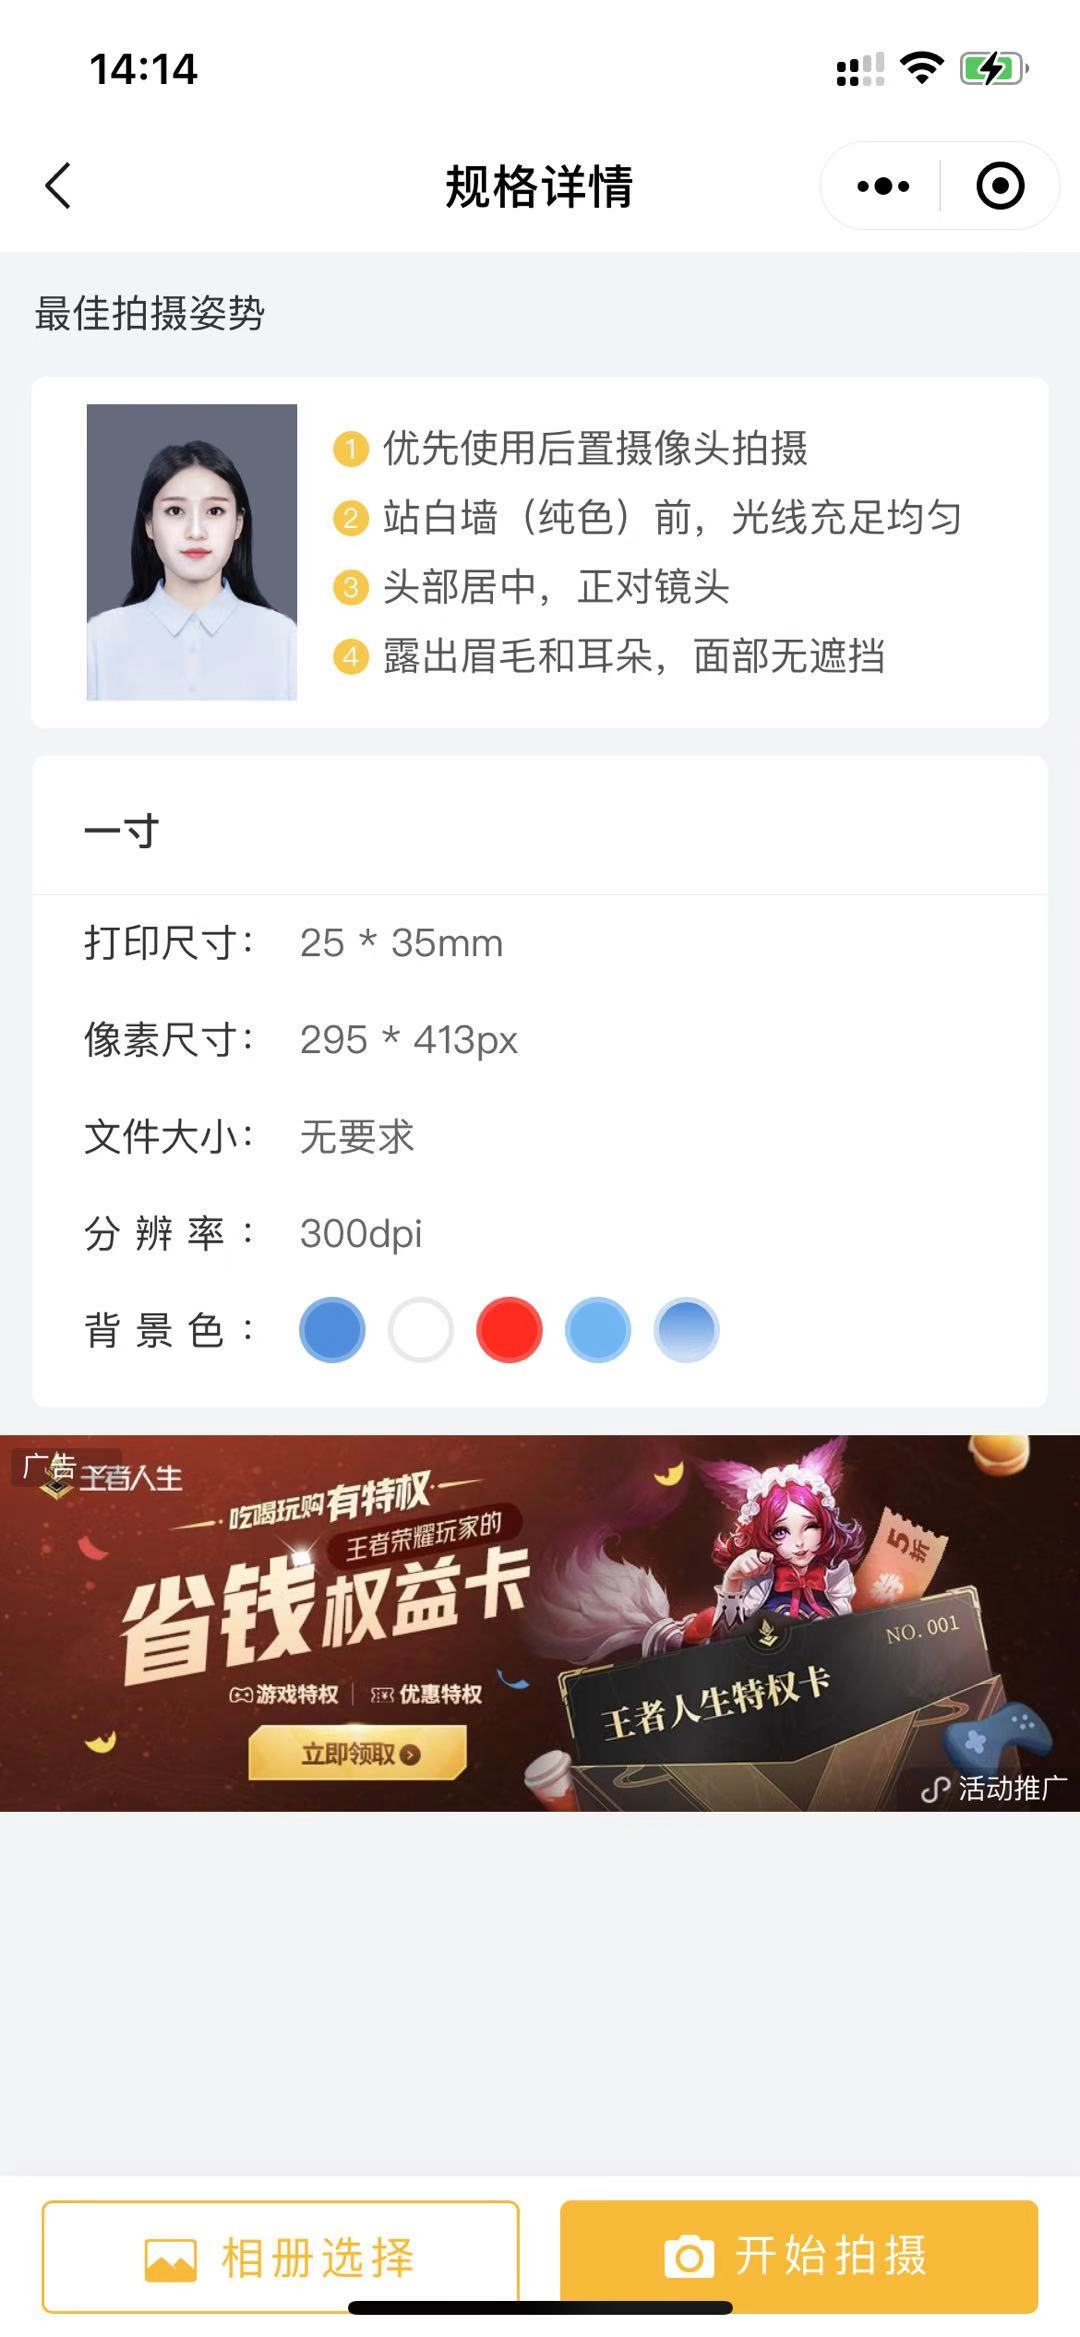 14:14
规格详情
最佳拍摄姿势
1 优先使用后置摄像头拍摄
2 站白墙（纯色）前，光线充足均匀
3 头部居中，正对镜头
4 露出眉毛和耳朵，面部无遮挡
一寸
打印尺寸： 25 * 35mm
像素尺寸： 295 * 413px
文件大小： 无要求
分辨率： 300dpi
背景色：
广告
王者人生
吃喝玩购有特权
王者荣耀玩家的
省钱权益卡
游戏特权 | 优惠特权
立即领取
5折
券
NO. 001
王者人生特权卡
活动推广
相册选择
开始拍摄